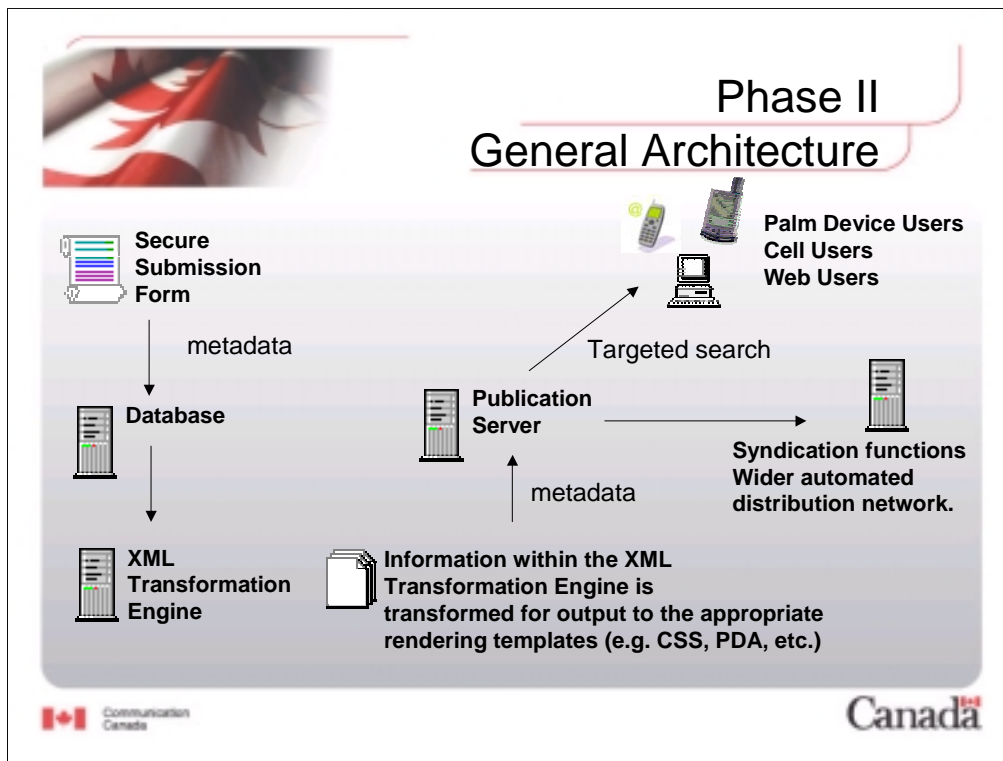 Phase II
General Architecture
Secure
Submission
Form
metadata
Database
XML
Transformation
Engine
Information within the XML
Transformation Engine is
transformed for output to the appropriate
rendering templates (e.g. CSS, PDA, etc.)
metadata
Publication
Server
Targeted search
@
Palm Device Users
Cell Users
Web Users
Syndication functions
Wider automated
distribution network.
Communication
Canada
Canada